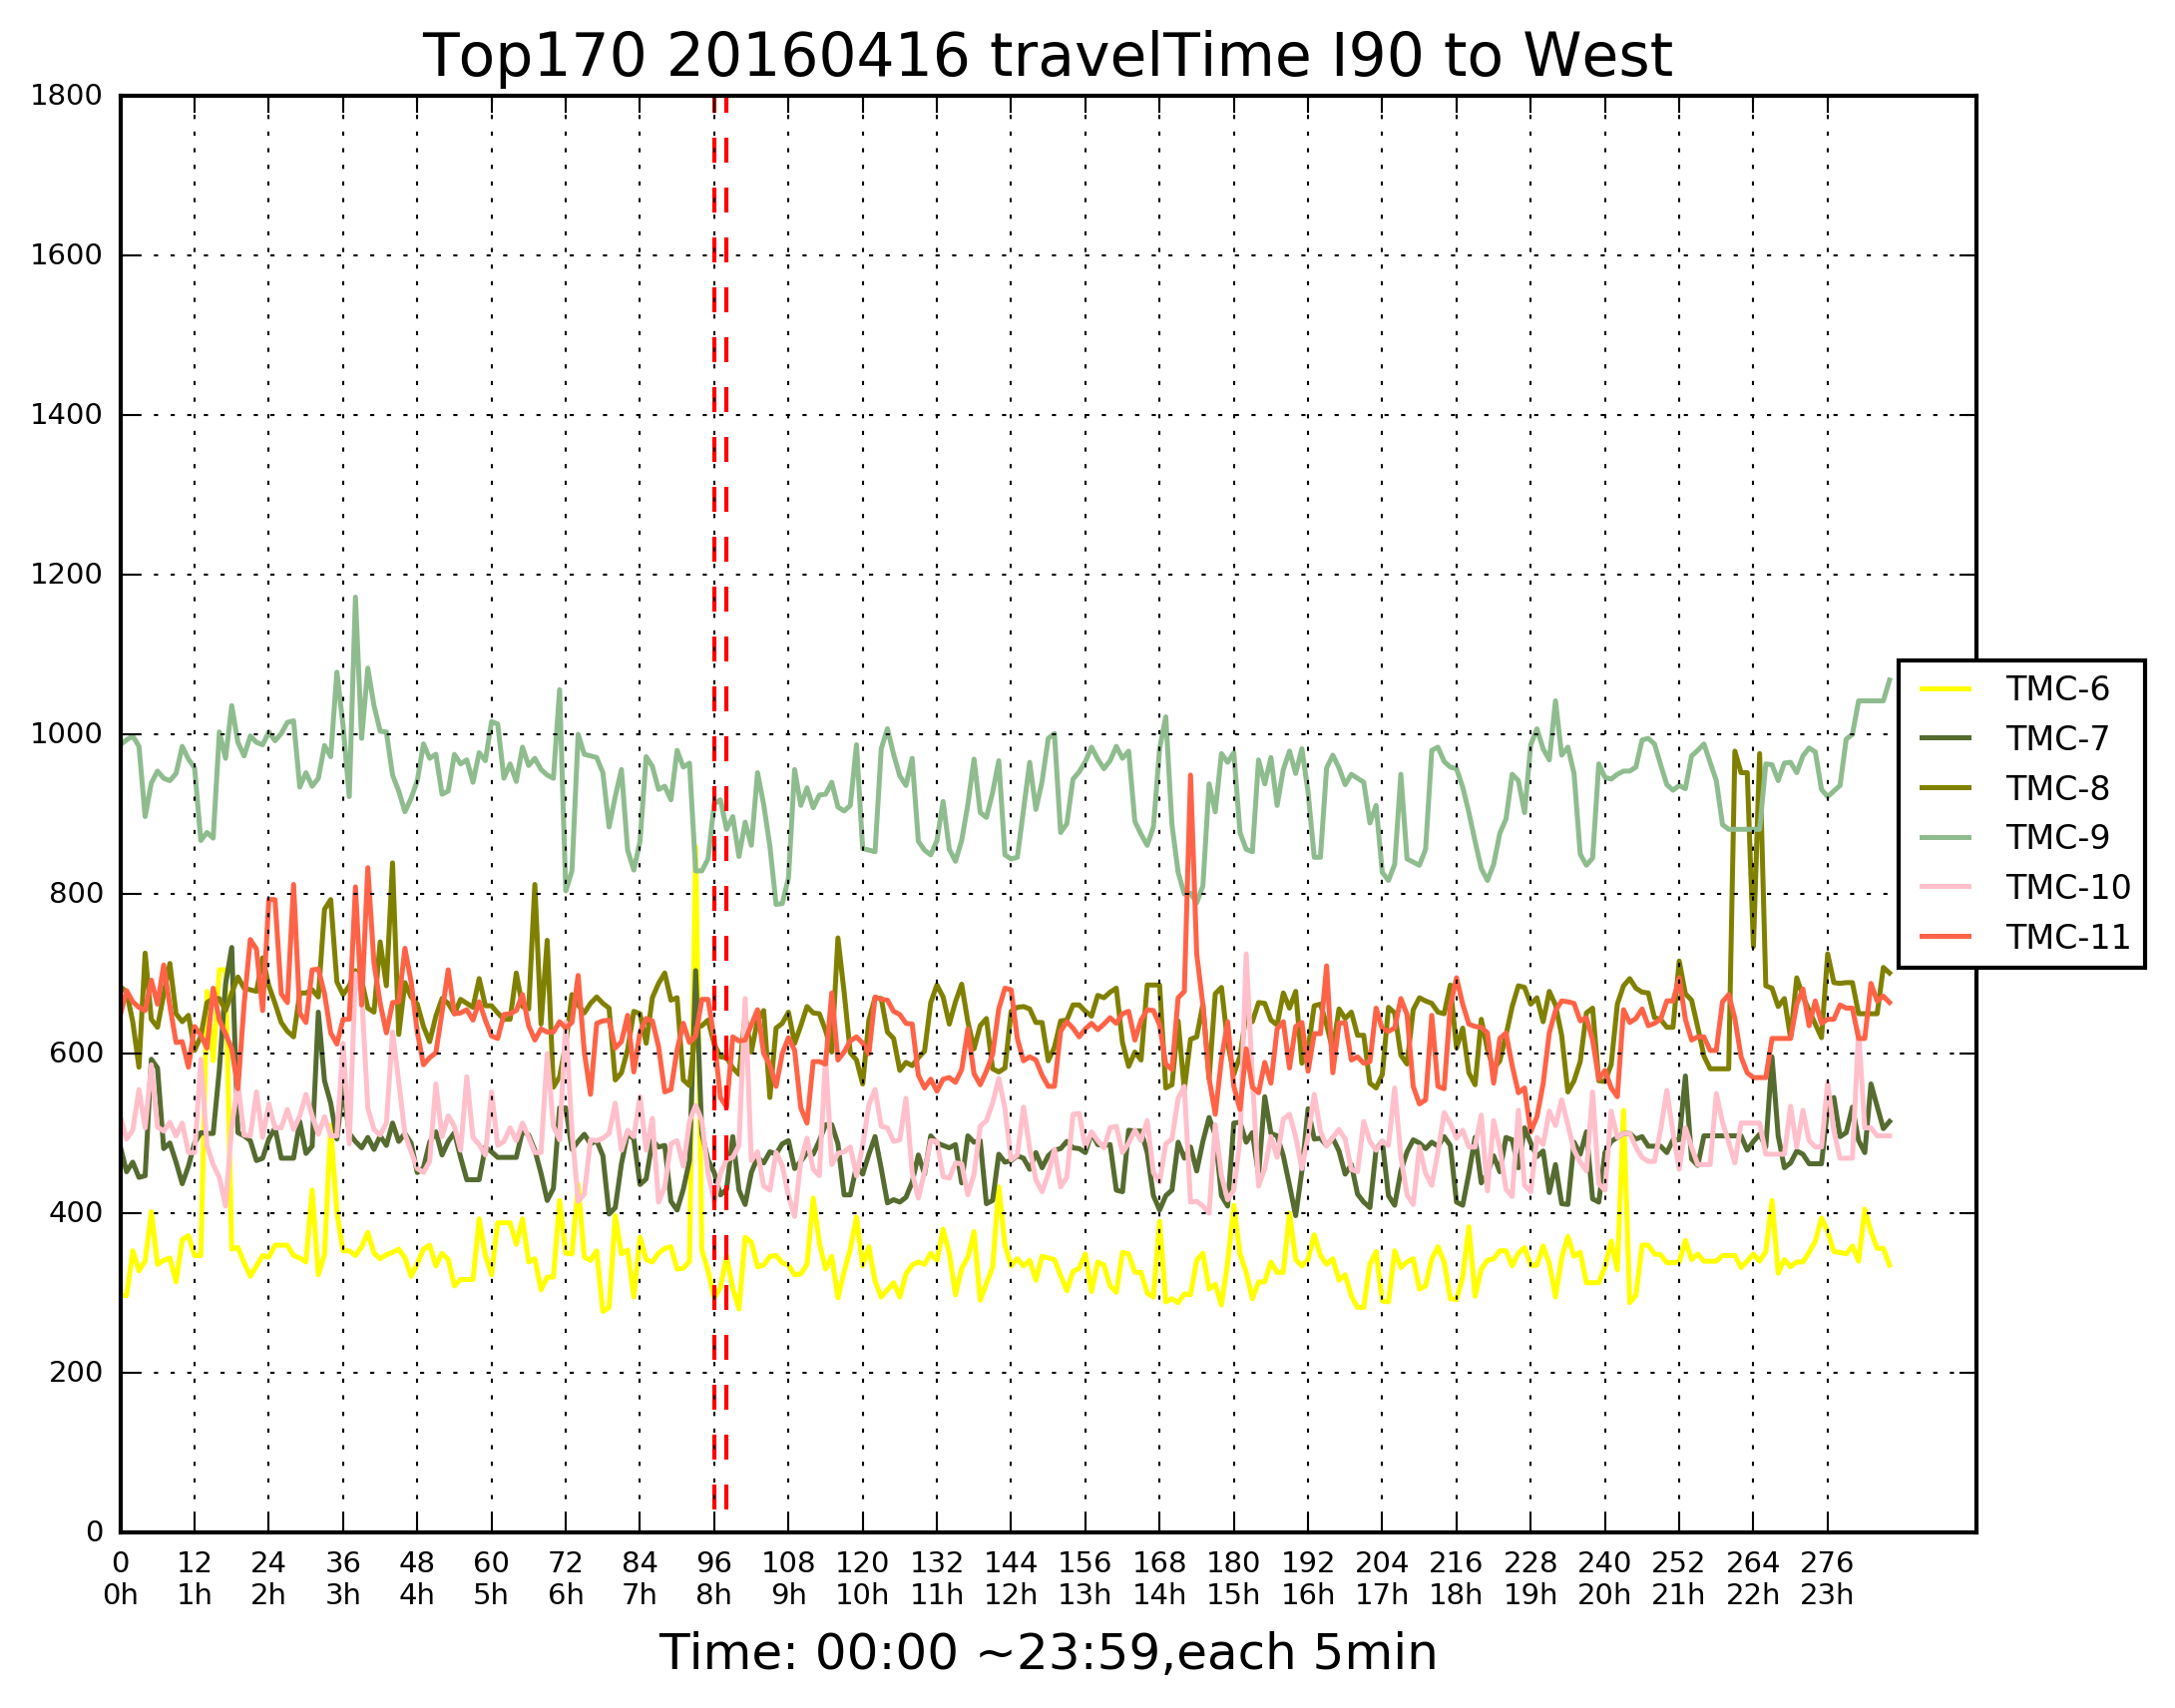 Top170 20160416 travelTime I90 to West
1800
1600
1400
1200
1000
800
600
400
200
0
TMC-6
TMC-7
TMC-8
TMC-9
TMC-10
TMC-11
0 12 24 36 48 60 72 84 96 108 120 132 144 156 168 180 192 204 216 228 240 252 264 276
0h 1h 2h 3h 4h 5h 6h 7h 8h 9h 10h 11h 12h 13h 14h 15h 16h 17h 18h 19h 20h 21h 22h 23h
Time: 00:00 ~23:59,each 5min